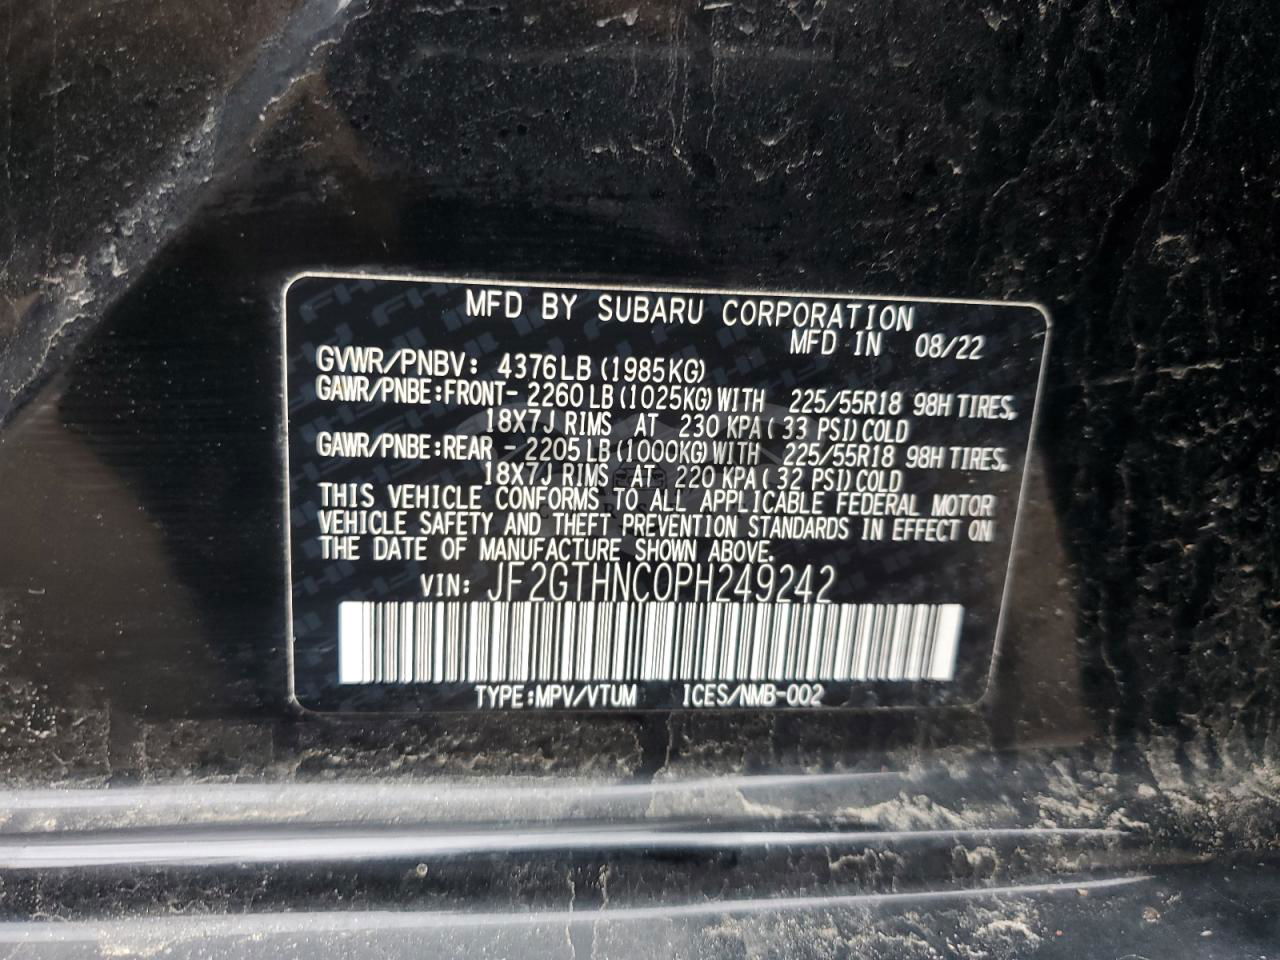 MFD BY SUBARU CORPORATION
MFD IN 08/22
GVWR/PNBV: 4376LB (1985KG)
GAWR/PNBE:FRONT- 2260 LB (1025KG) WITH 225/55R18 98H TIRES,
18X7J RIMS AT 230 KPA ( 33 PSI) COLD
GAWR/PNBE:REAR - 2205 LB (1000KG) WITH 225/55R18 98H TIRES,
18X7J RIMS AT 220 KPA ( 32 PSI) COLD
THIS VEHICLE CONFORMS TO ALL APPLICABLE FEDERAL MOTOR
VEHICLE SAFETY AND THEFT PREVENTION STANDARDS IN EFFECT ON
THE DATE OF MANUFACTURE SHOWN ABOVE.
VIN: JF2GTHNC0PH249242
TYPE:MPV/VTUM ICES/NMB-002